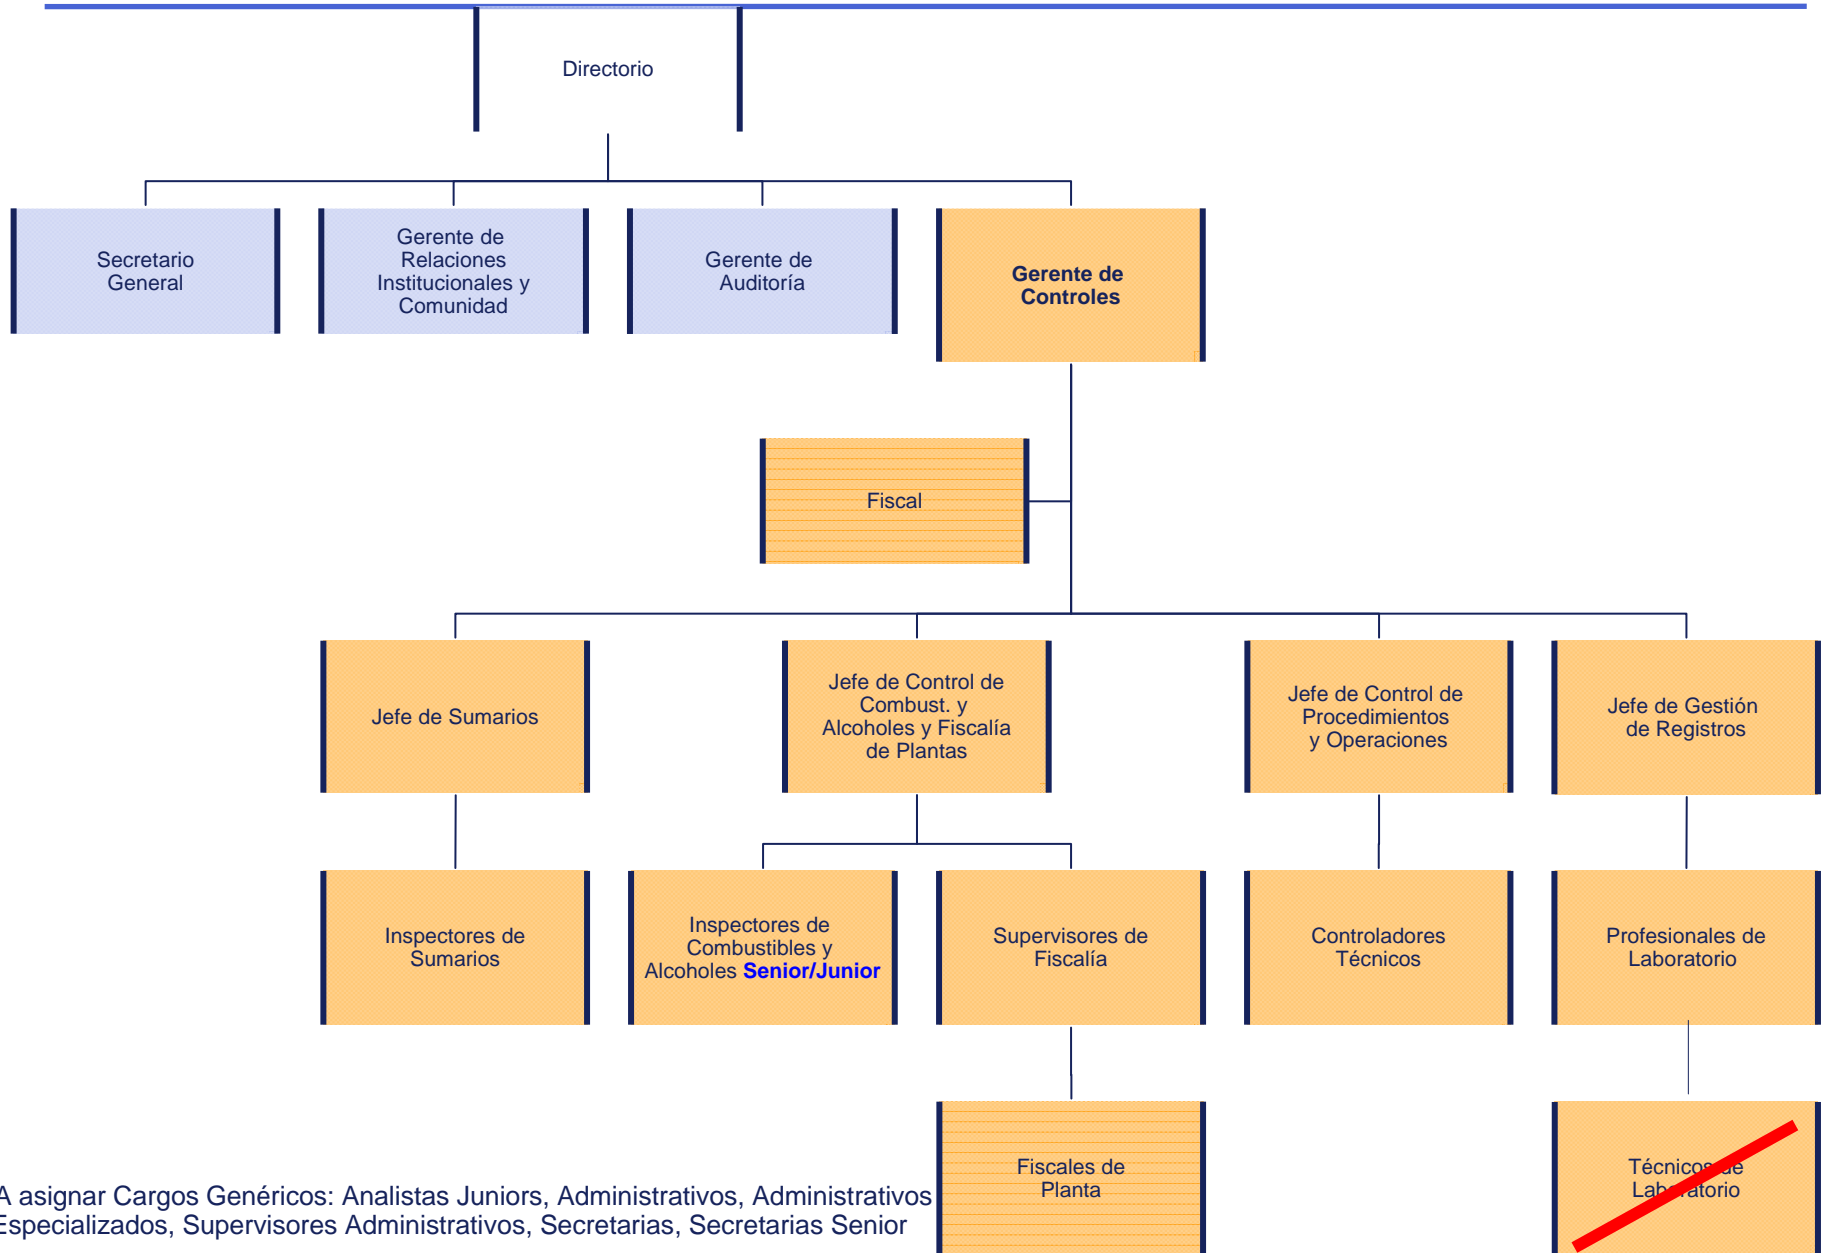 Directorio
Secretario
General
Gerente de
Relaciones
Institucionales y
Comunidad
Gerente de
Auditoría
Gerente de
Controles
Fiscal
Jefe de Sumarios
Jefe de Control de
Combust. y
Alcoholes y Fiscalía
de Plantas
Jefe de Control de
Procedimientos
y Operaciones
Jefe de Gestión
de Registros
Inspectores de
Sumarios
Inspectores de
Combustibles y
Alcoholes Senior/Junior
Supervisores de
Fiscalía
Controladores
Técnicos
Profesionales de
Laboratorio
Fiscales de
Planta
Técnicos de
Laboratorio
A asignar Cargos Genéricos: Analistas Juniors, Administrativos, Administrativos
Especializados, Supervisores Administrativos, Secretarias, Secretarias Senior